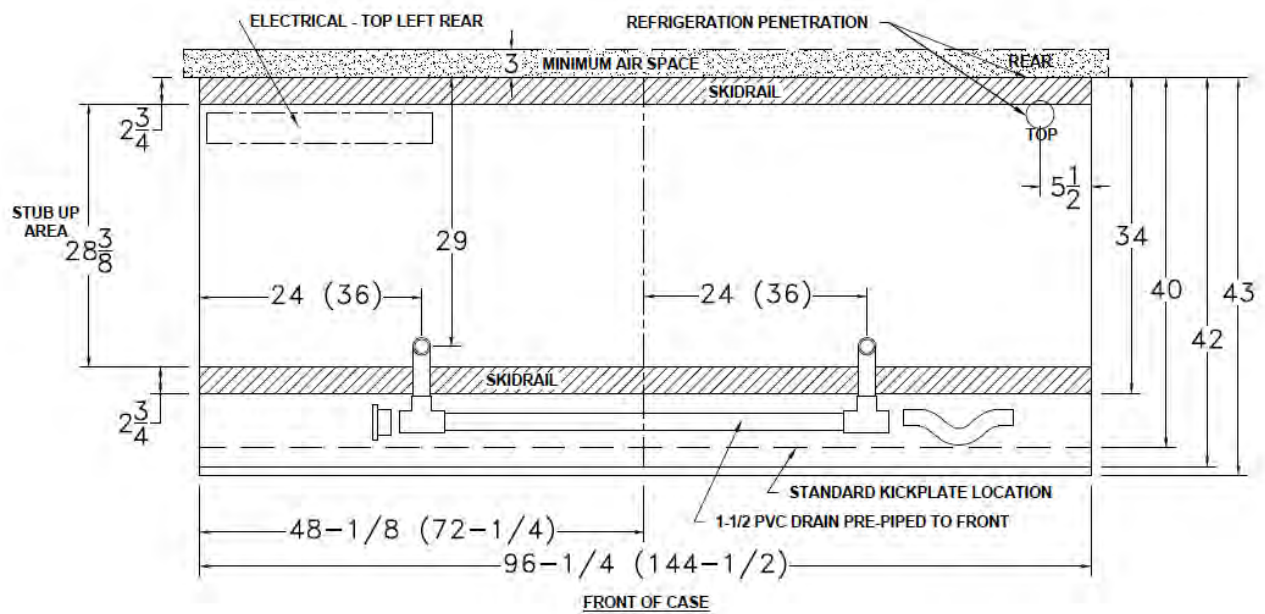 ELECTRICAL - TOP LEFT REAR
REFRIGERATION PENETRATION
3
MINIMUM AIR SPACE
REAR
SKIDRAIL
2 3/4
TOP
5 1/2
STUB UP
AREA
28 3/8
29
34
40
42
43
24 (36)
24 (36)
SKIDRAIL
2 3/4
STANDARD KICKPLATE LOCATION
1-1/2 PVC DRAIN PRE-PIPED TO FRONT
48-1/8 (72-1/4)
96-1/4 (144-1/2)
FRONT OF CASE